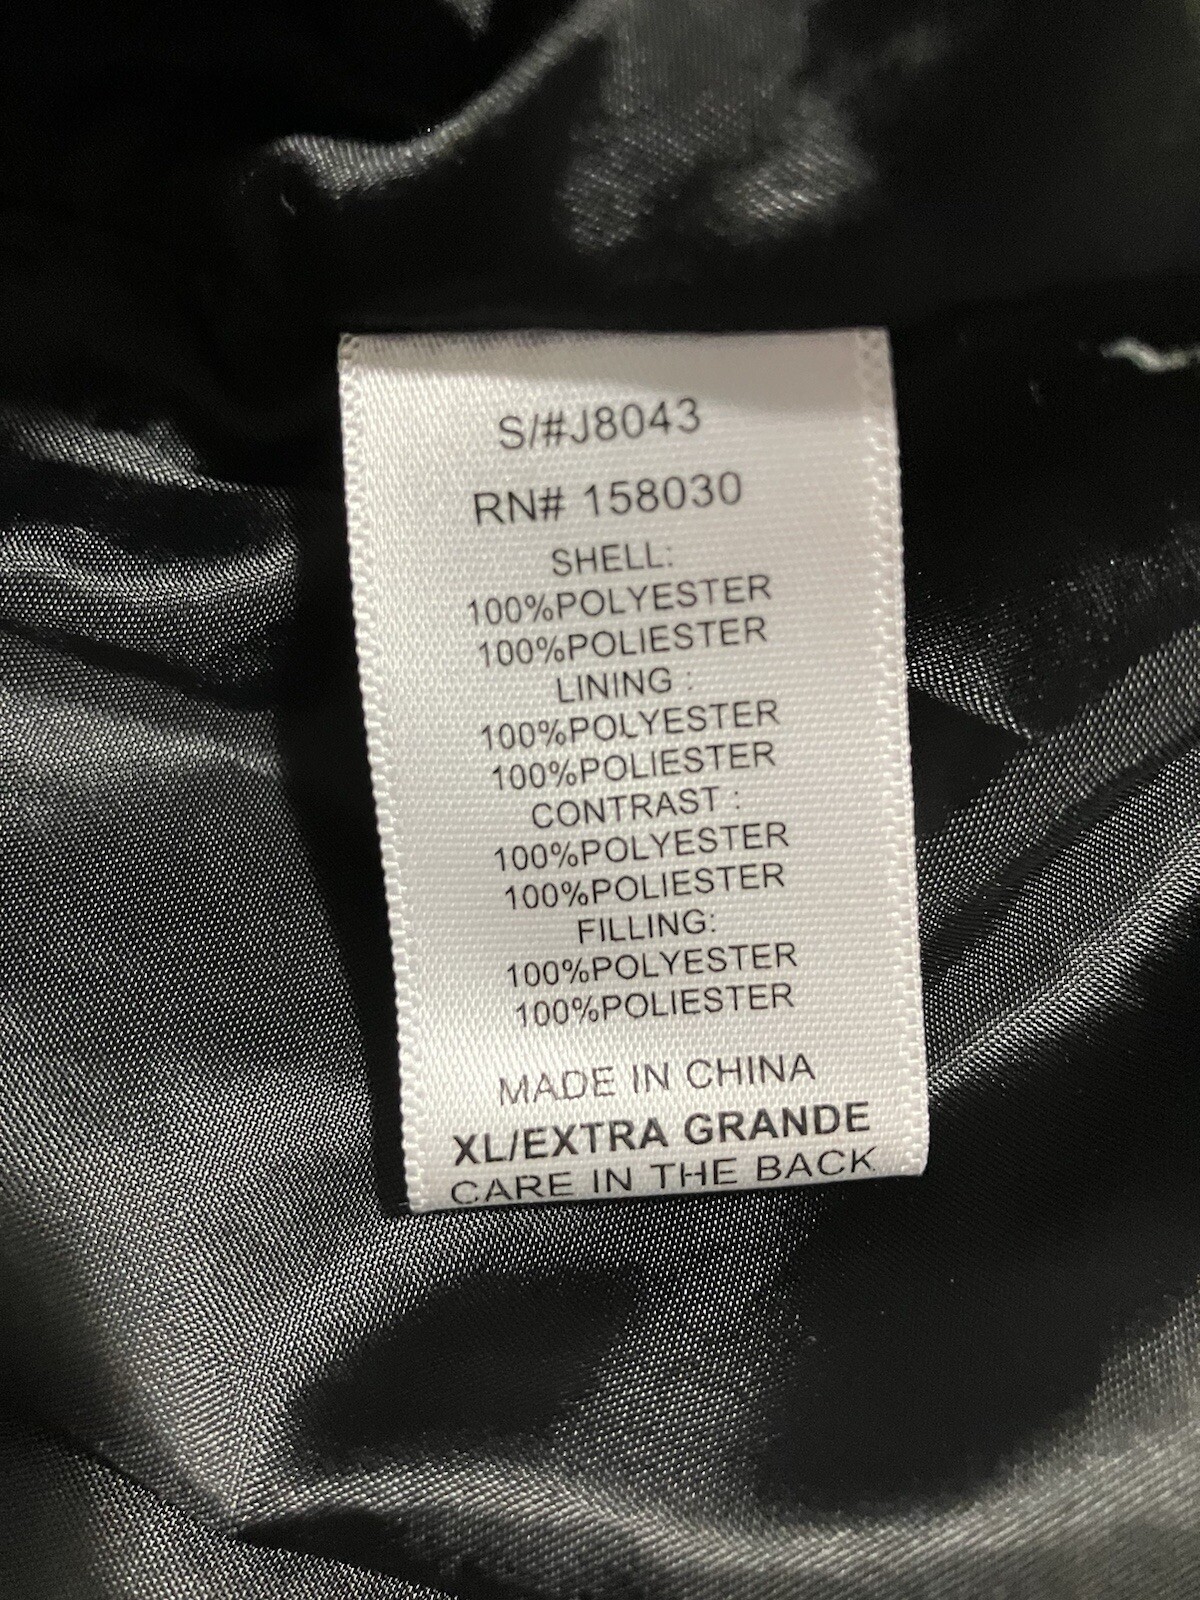 S/#J8043
RN# 158030
SHELL:
100%POLYESTER
100%POLIESTER
LINING :
100%POLYESTER
100%POLIESTER
CONTRAST :
100%POLYESTER
100%POLIESTER
FILLING:
100%POLYESTER
100%POLIESTER
MADE IN CHINA
XL/EXTRA GRANDE
CARE IN THE BACK